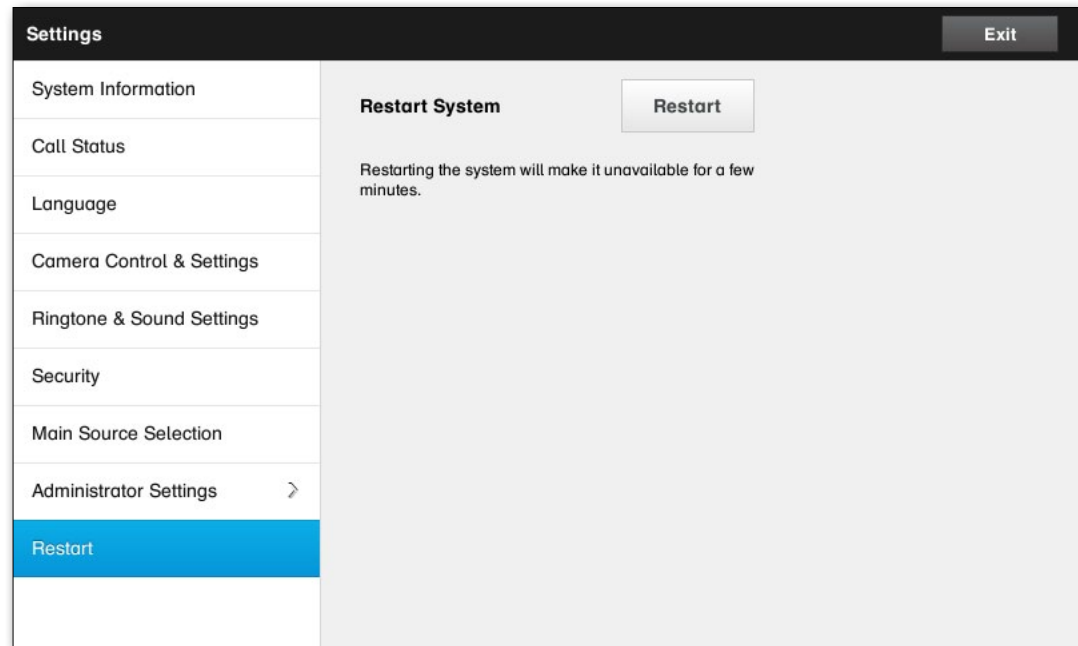 Settings
Exit
System Information
Call Status
Language
Camera Control & Settings
Ringtone & Sound Settings
Security
Main Source Selection
Administrator Settings
Restart
Restart System
Restart
Restarting the system will make it unavailable for a few
minutes.